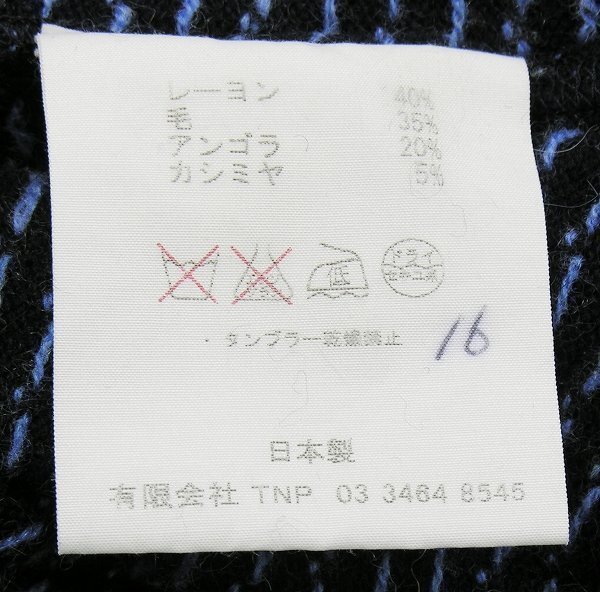 レーヨン 40%
毛 35%
アンゴラ 20%
カシミヤ 5%
低 ドライ
・タンブラー乾燥禁止
16
日本製
有限会社 TNP 03 3464 8545